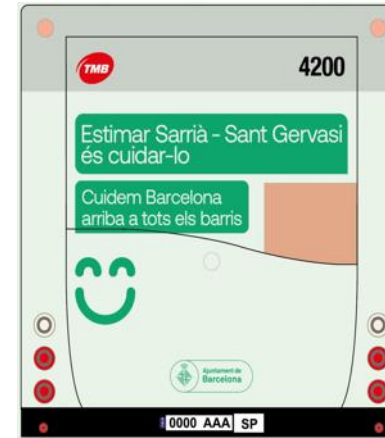 TMB
4200
Estimar Sarrià - Sant Gervasi
és cuidar-lo
Cuidem Barcelona
arriba a tots els barris
Ajuntament de
Barcelona
0000 AAA SP